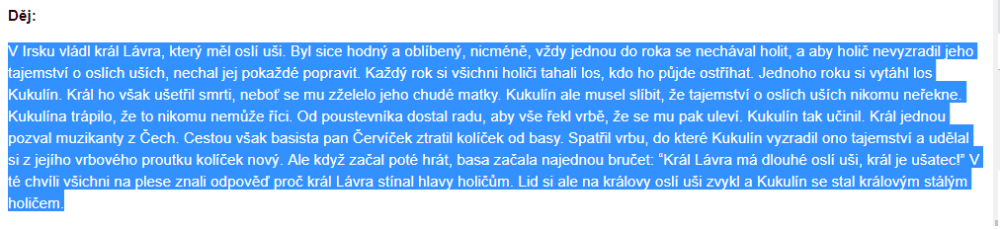 Děj:
V Irsku vládl král Lávra, který měl oslí uši. Byl sice hodný a oblíbený, nicméně, vždy jednou do roka se nechával holit, a aby holič nevyzradil jeho
tajemství o oslích uších, nechal jej pokaždé popravit. Každý rok si všichni holiči tahali los, kdo ho půjde ostříhat. Jednoho roku si vytáhl los
Kukulín. Král ho však ušetřil smrti, neboť se mu zželelo jeho chudé matky. Kukulín ale musel slíbit, že tajemství o oslích uších nikomu neřekne.
Kukulína trápilo, že to nikomu nemůže říci. Od poustevníka dostal radu, aby vše řekl vrbě, že se mu pak uleví. Kukulín tak učinil. Král jednou
pozval muzikanty z Čech. Cestou však basista pan Červíček ztratil kolíček od basy. Spatřil vrbu, do které Kukulín vyzradil ono tajemství a udělal
si z jejího vrbového proutku kolíček nový. Ale když začal poté hrát, basa začala najednou bručet: “Král Lávra má dlouhé oslí uši, král je ušatec!” V
té chvíli všichni na plese znali odpověď proč král Lávra stínal hlavy holičům. Lid si ale na královy oslí uši zvykl a Kukulín se stal královým stálým
holičem.